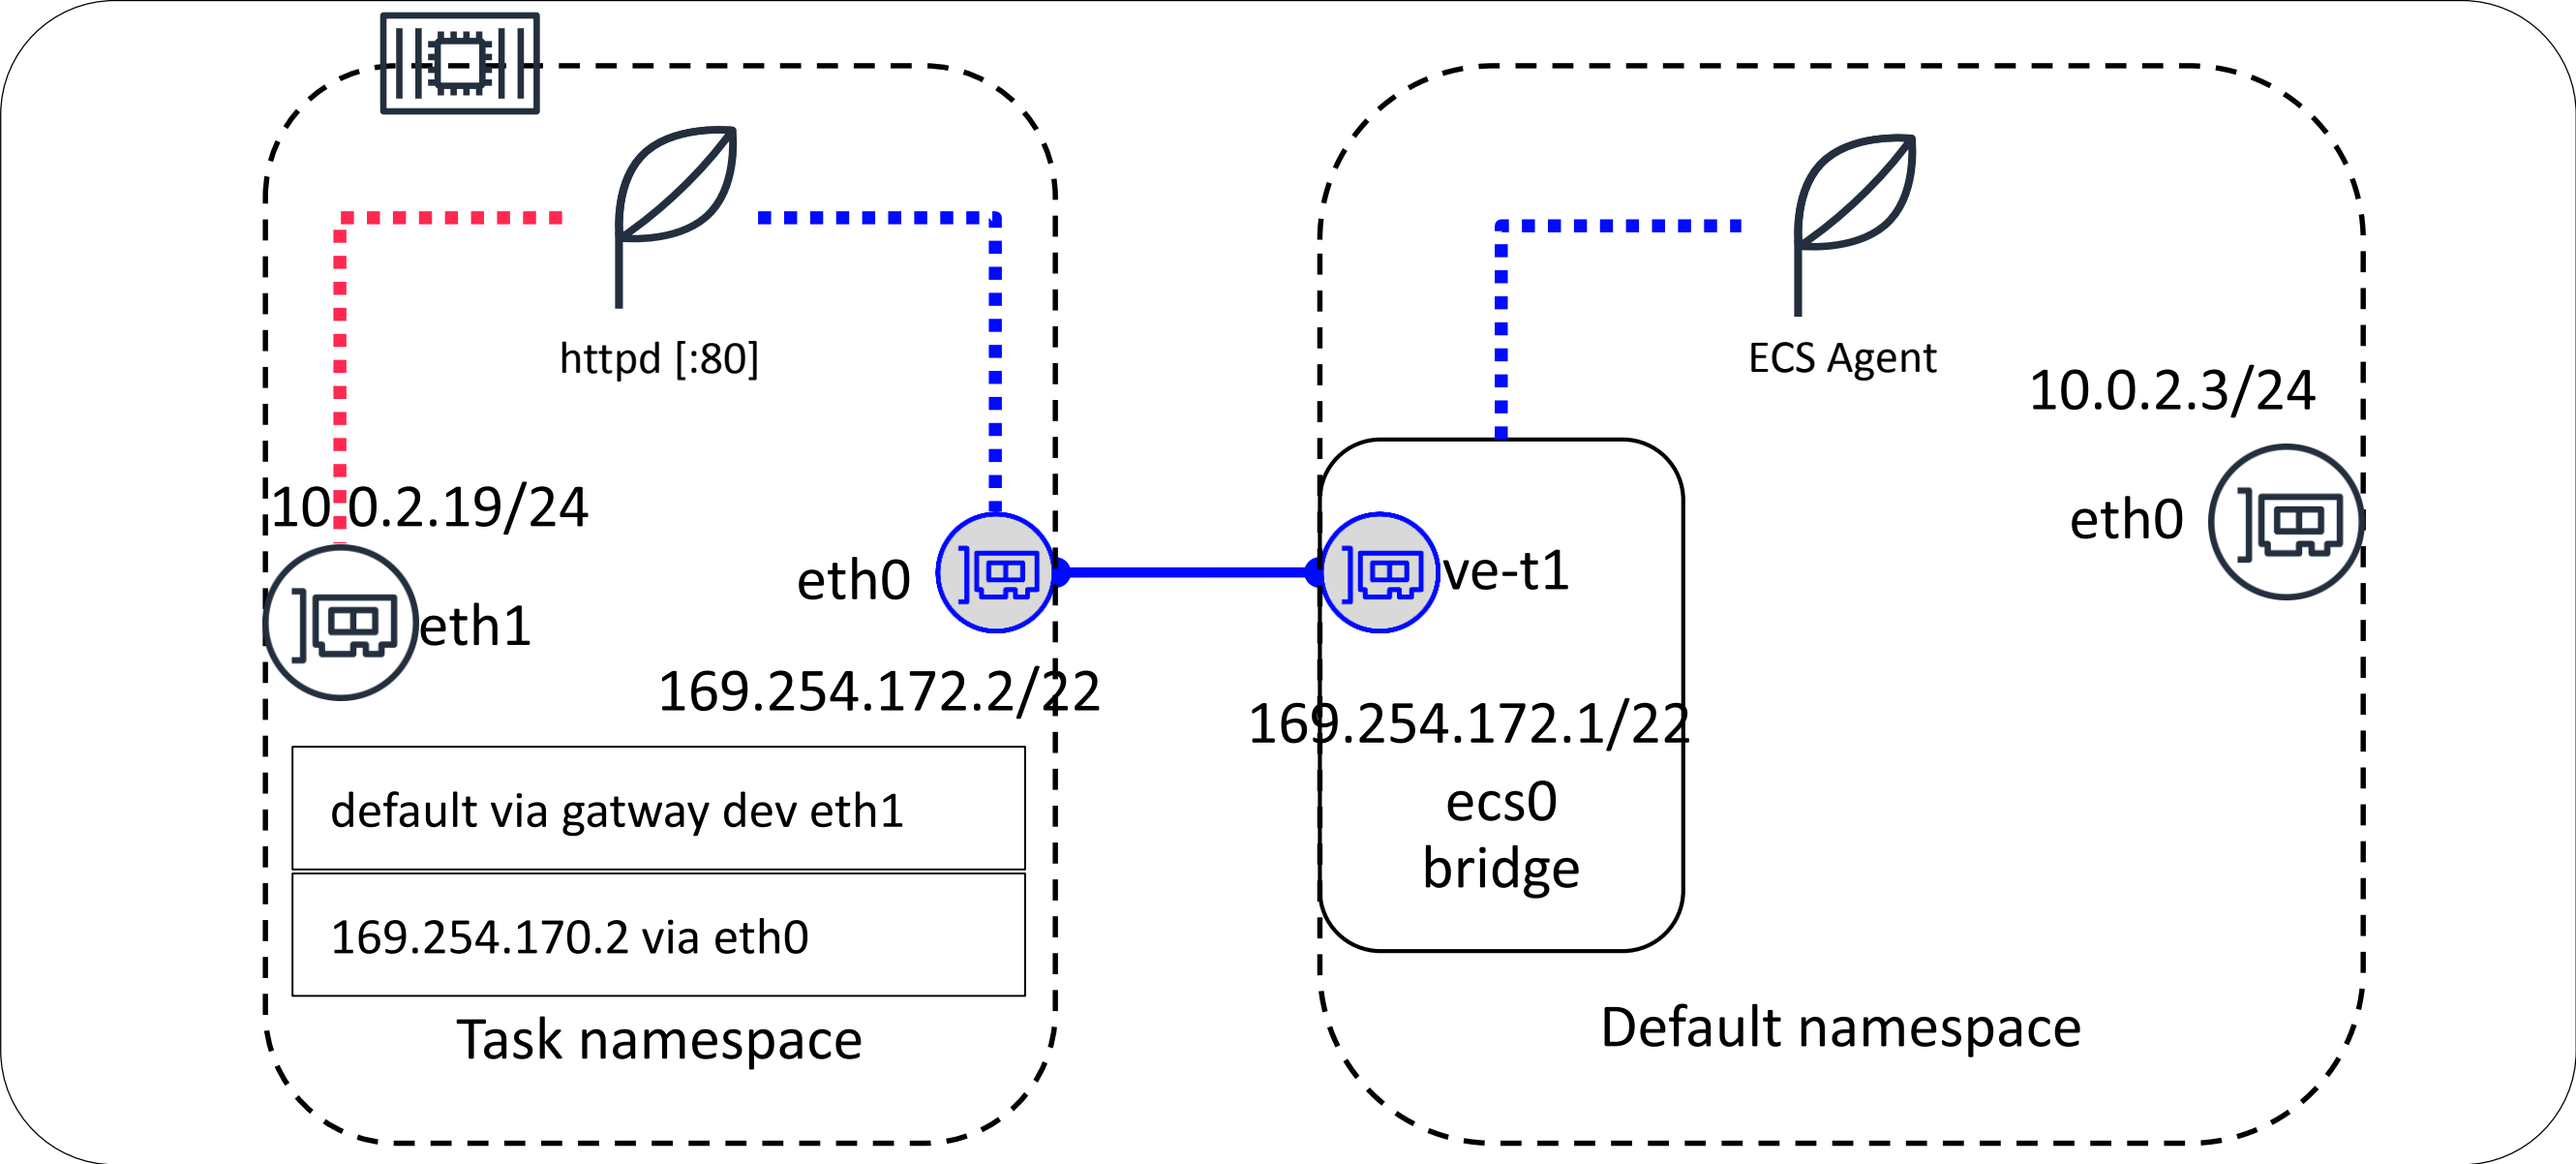 httpd [:80]
10.0.2.19/24
eth1
eth0
169.254.172.2/22
default via gatway dev eth1
169.254.170.2 via eth0
Task namespace
ECS Agent
10.0.2.3/24
eth0
ve-t1
169.254.172.1/22
ecs0
bridge
Default namespace